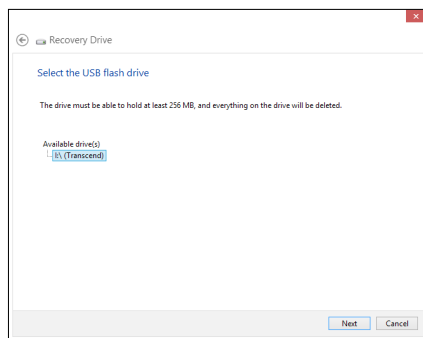 Recovery Drive
Select the USB flash drive
The drive must be able to hold at least 256 MB, and everything on the drive will be deleted.
Available drive(s)
I:\ (Transcend)
Next Cancel